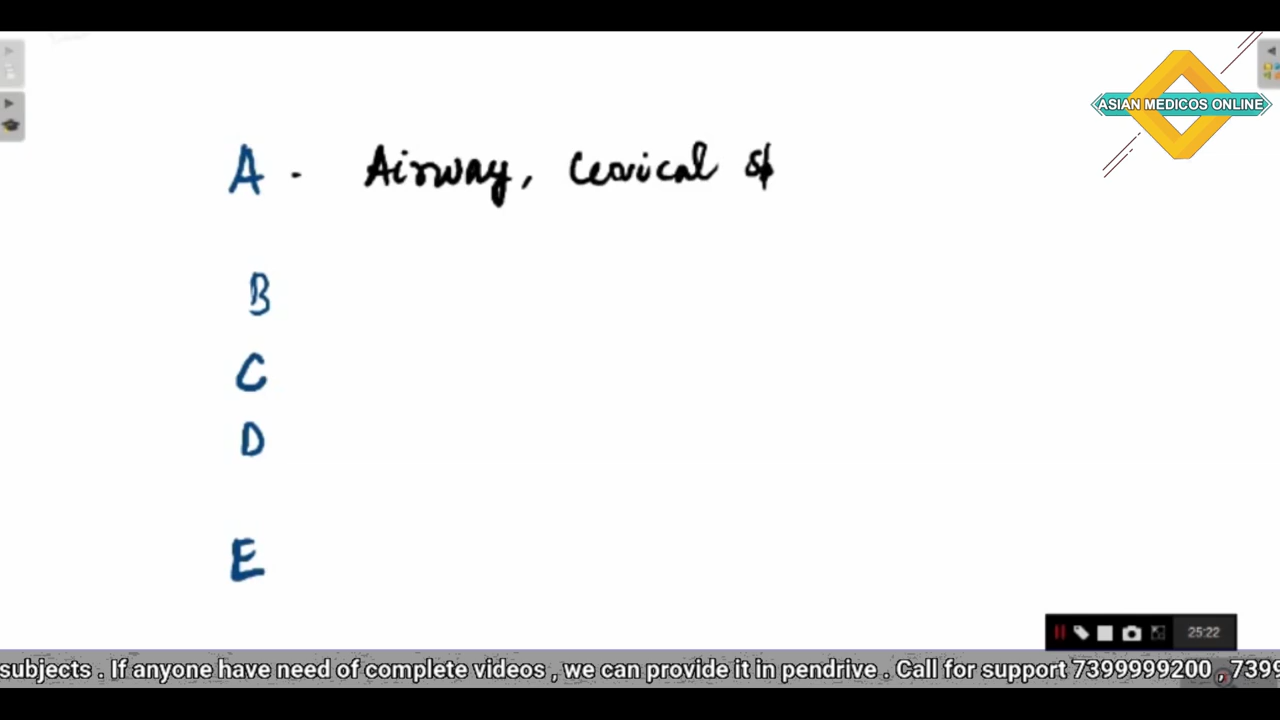 ASIAN MEDICOS ONLINE
A - Airway, Cervical sp
B
C
D
E
25:22
subjects . If anyone have need of complete videos , we can provide it in pendrive . Call for support 7399999200 , 7399